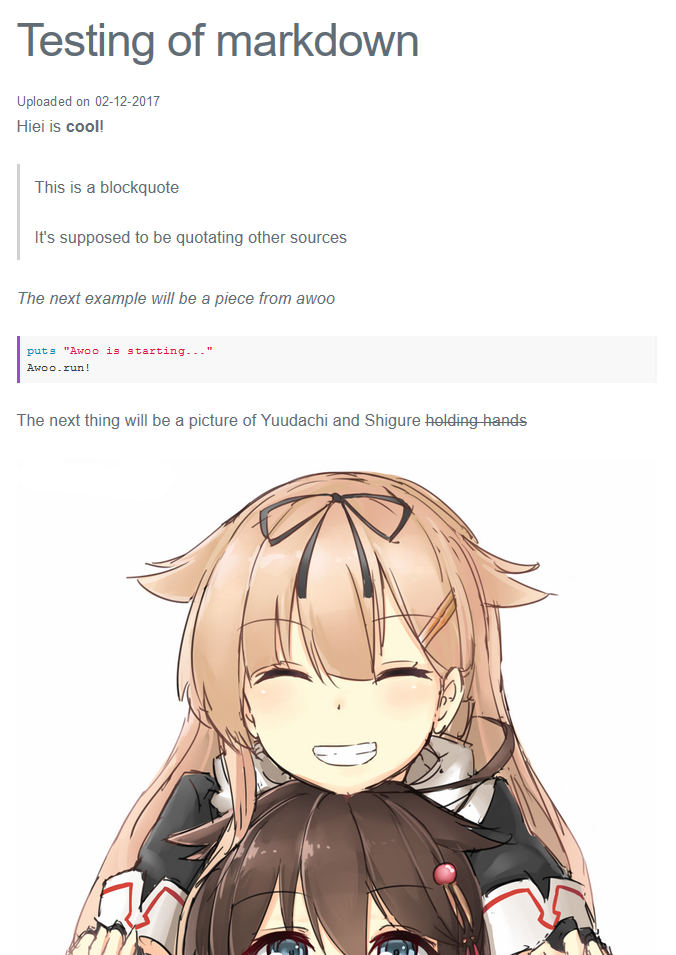 Testing of markdown
Uploaded on 02-12-2017
Hiei is cool!
This is a blockquote
It's supposed to be quotating other sources
The next example will be a piece from awoo
puts "Awoo is starting..."
Awoo.run!
The next thing will be a picture of Yuudachi and Shigure holding hands